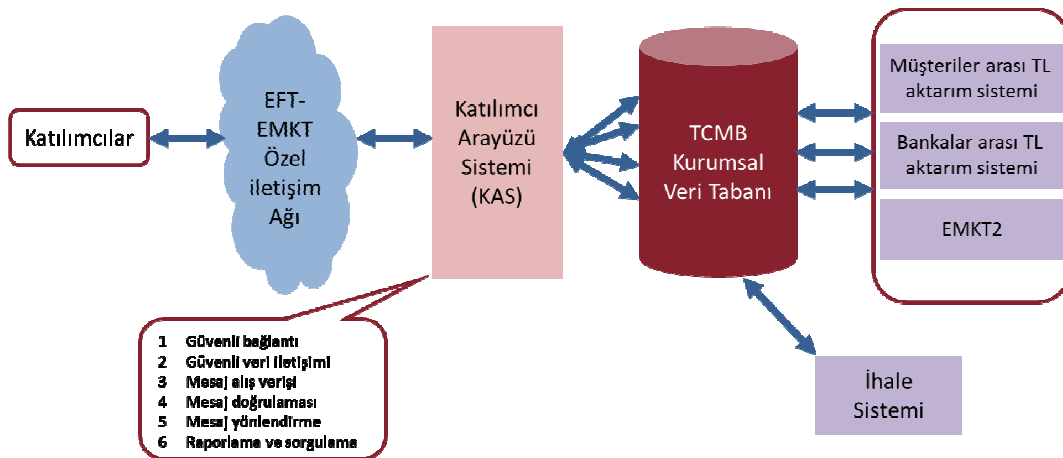 Katılımcılar
EFT-
EMKT
Özel
iletişim
Ağı
Katılımcı
Arayüzü
Sistemi
(KAS)
TCMB
Kurumsal
Veri Tabanı
Müşteriler arası TL
aktarım sistemi
Bankalar arası TL
aktarım sistemi
EMKT2
1 Güvenli bağlantı
2 Güvenli veri iletişimi
3 Mesaj alış verişi
4 Mesaj doğrulaması
5 Mesaj yönlendirme
6 Raporlama ve sorgulama
İhale
Sistemi